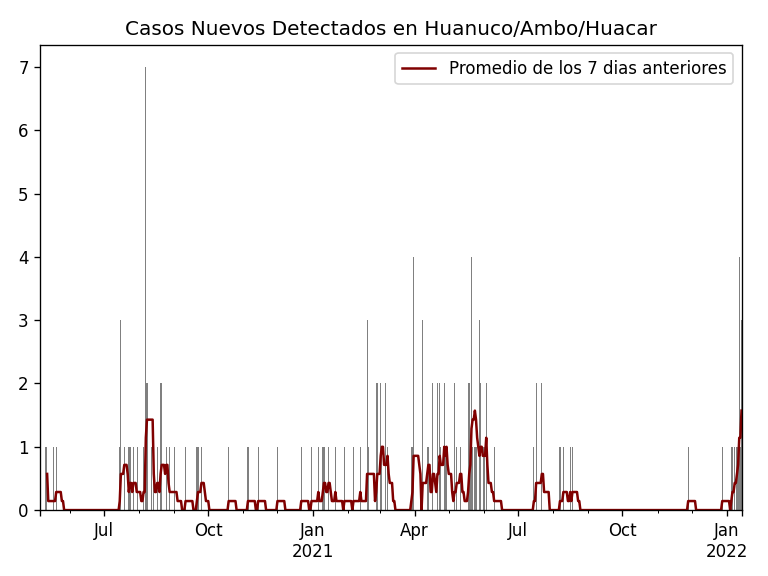 Casos Nuevos Detectados en Huanuco/Ambo/Huacar
Promedio de los 7 dias anteriores
7
6
5
4
3
2
1
0
Jul
Oct
Jan
2021
Apr
Jul
Oct
Jan
2022